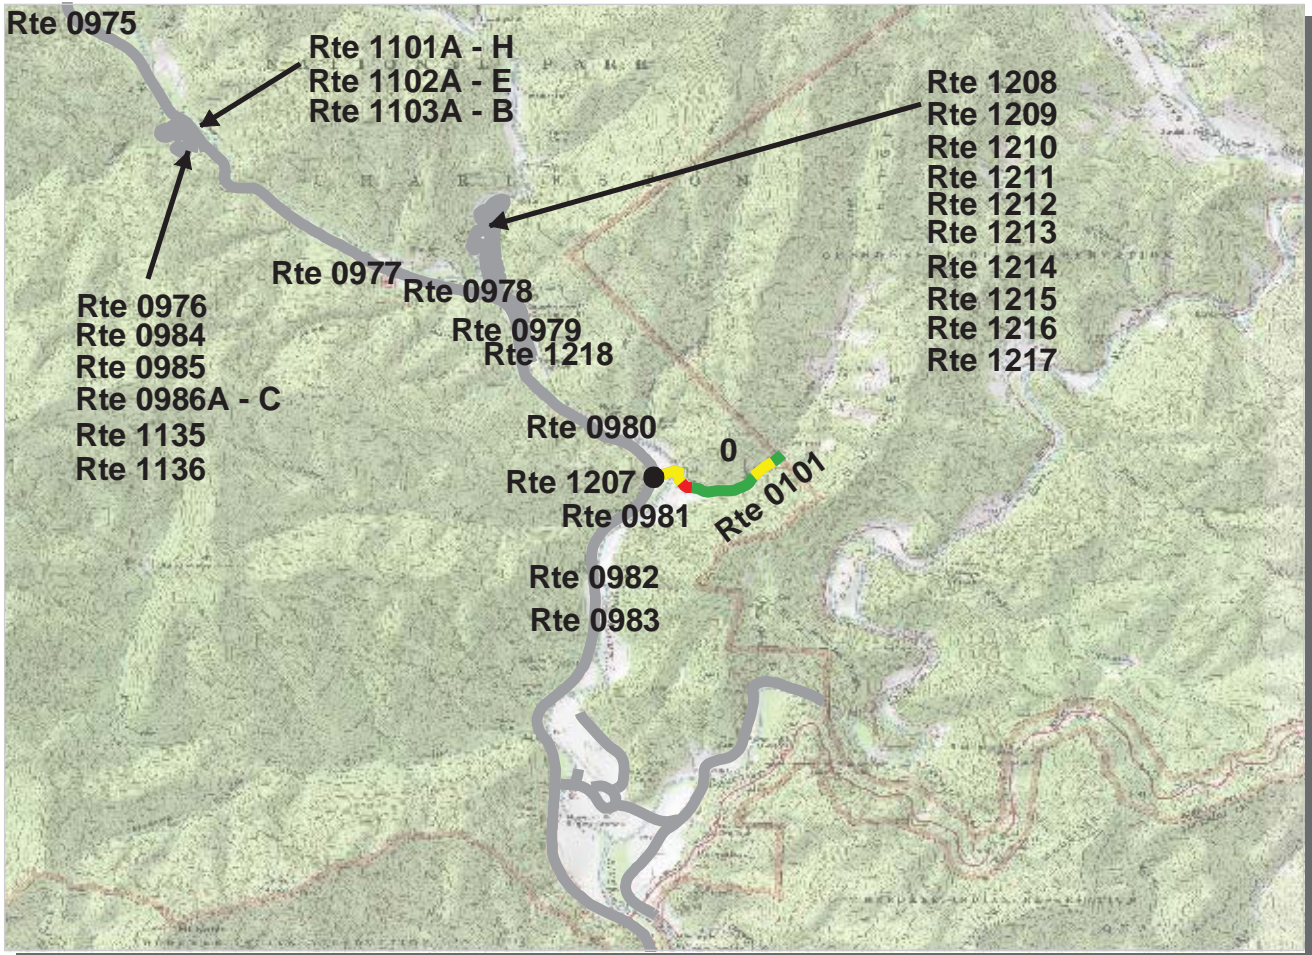 Rte 0975
Rte 1101A - H
Rte 1102A - E
Rte 1103A - B
Rte 1208
Rte 1209
Rte 1210
Rte 1211
Rte 1212
Rte 1213
Rte 1214
Rte 1215
Rte 1216
Rte 1217
Rte 0977
Rte 0978
Rte 0979
Rte 1218
Rte 0976
Rte 0984
Rte 0985
Rte 0986A - C
Rte 1135
Rte 1136
Rte 0980
0
Rte 1207
Rte 0101
Rte 0981
Rte 0982
Rte 0983